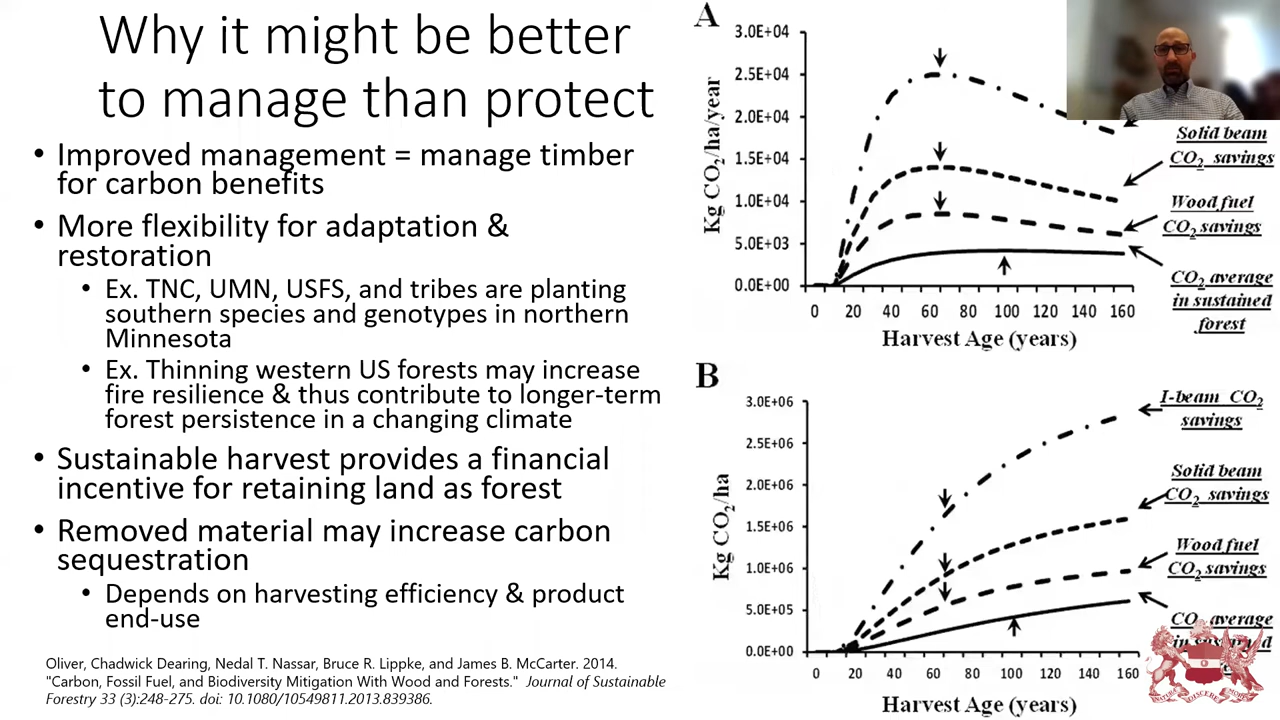 Why it might be better
to manage than protect
• Improved management = manage timber
for carbon benefits
• More flexibility for adaptation &
restoration
• Ex. TNC, UMN, USFS, and tribes are planting
southern species and genotypes in northern
Minnesota
• Ex. Thinning western US forests may increase
fire resilience & thus contribute to longer-term
forest persistence in a changing climate
• Sustainable harvest provides a financial
incentive for retaining land as forest
• Removed material may increase carbon
sequestration
• Depends on harvesting efficiency & product
end-use
Oliver, Chadwick Dearing, Nedal T. Nassar, Bruce R. Lippke, and James B. McCarter. 2014.
"Carbon, Fossil Fuel, and Biodiversity Mitigation With Wood and Forests." Journal of Sustainable
Forestry 33 (3):248-275. doi: 10.1080/10549811.2013.839386.
A
Kg CO2/ha/year
3.0E+04
2.5E+04
2.0E+04
1.5E+04
1.0E+04
5.0E+03
0.0E+00
0 20 40 60 80 100 120 140 160
Harvest Age (years)
Solid beam
CO2 savings
Wood fuel
CO2 savings
CO2 average
in sustained
forest
B
Kg CO2/ha
3.0E+06
2.5E+06
2.0E+06
1.5E+06
1.0E+06
5.0E+05
0.0E+00
0 20 40 60 80 100 120 140 160
Harvest Age (years)
I-beam CO2
savings
Solid beam
CO2 savings
Wood fuel
CO2 savings
CO2 average
in sustained